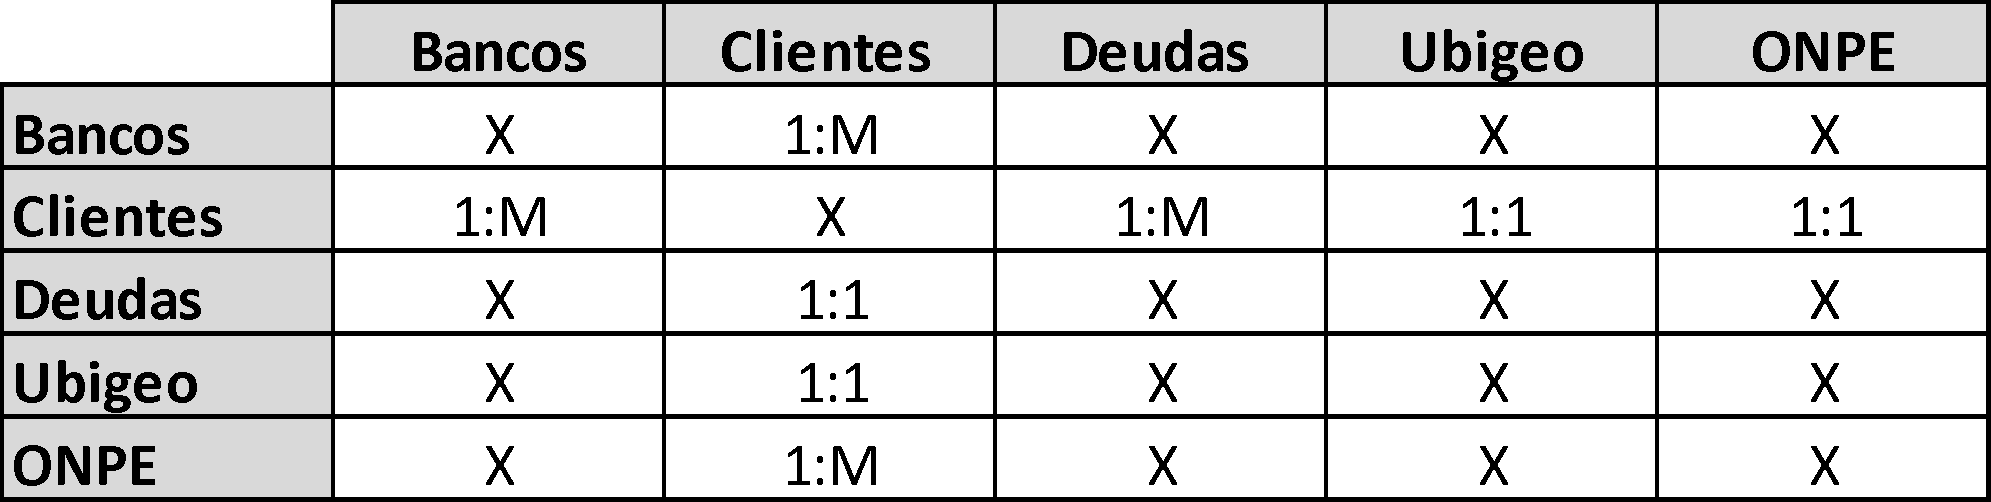 Bancos Clientes Deudas Ubigeo ONPE
Bancos X 1:M X X X
Clientes 1:M X 1:M 1:1 1:1
Deudas X 1:1 X X X
Ubigeo X 1:1 X X X
ONPE X 1:M X X X